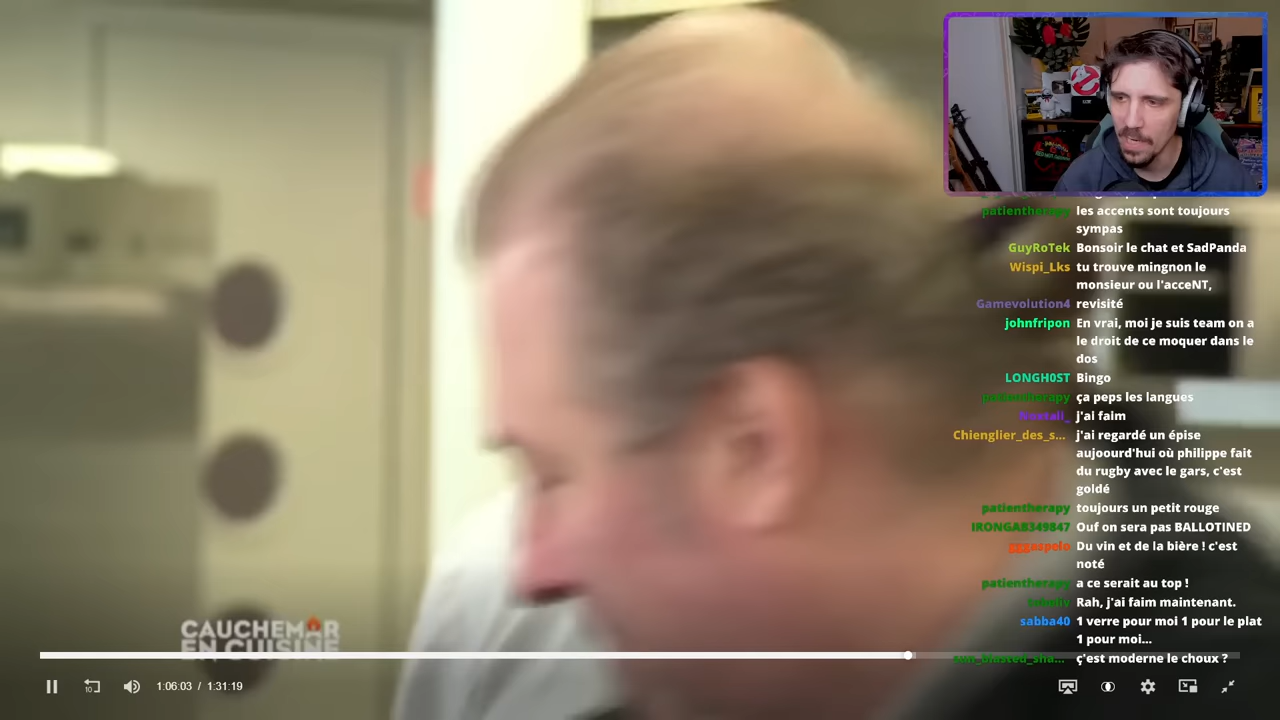 patientherapy les accents sont toujours
sympas
GuyRoTek Bonsoir le chat et SadPanda
Wispi_Lks tu trouve mingnon le
monsieur ou l'acceNT,
Gamevolution4 revisité
johnfripon En vrai, moi je suis team on a
le droit de ce moquer dans le
dos
LONGH0ST Bingo
patientherapy ça peps les langues
j'ai faim
Chienglier_des_s... j'ai regardé un épise
aujoourd'hui où philippe fait
du rugby avec le gars, c'est
goldé
patientherapy toujours un petit rouge
IRONGAB349847 Ouf on sera pas BALLOTINED
Du vin et de la bière ! c'est
noté
patientherapy a ce serait au top !
Rah, j'ai faim maintenant.
sabba40 1 verre pour moi 1 pour le plat
1 pour moi...
ç'est moderne le choux ?
CAUCHEMAR
EN CUISINE
10
1:06:03 / 1:31:19